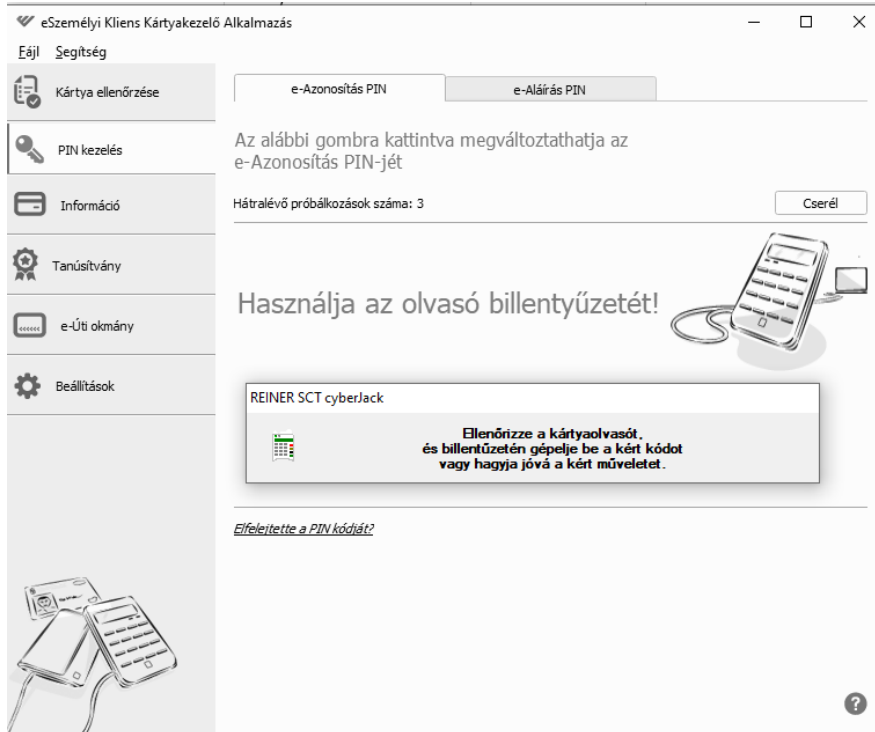 eSzemélyi Kliens Kártyakezelő Alkalmazás
Fájl Segítség
Kártya ellenőrzése
PIN kezelés
Információ
Tanúsítvány
e-Úti okmány
Beállítások
e-Azonosítás PIN
e-Aláírás PIN
Az alábbi gombra kattintva megváltoztathatja az
e-Azonosítás PIN-jét
Hátralévő próbálkozások száma: 3
Cserél
Használja az olvasó billentyűzetét!
REINER SCT cyberJack
Ellenőrizze a kártyaolvasót,
és billentűzetén gépelje be a kért kódot
vagy hagyja jóvá a kért műveletet.
Elfelejtette a PIN kódját?
?